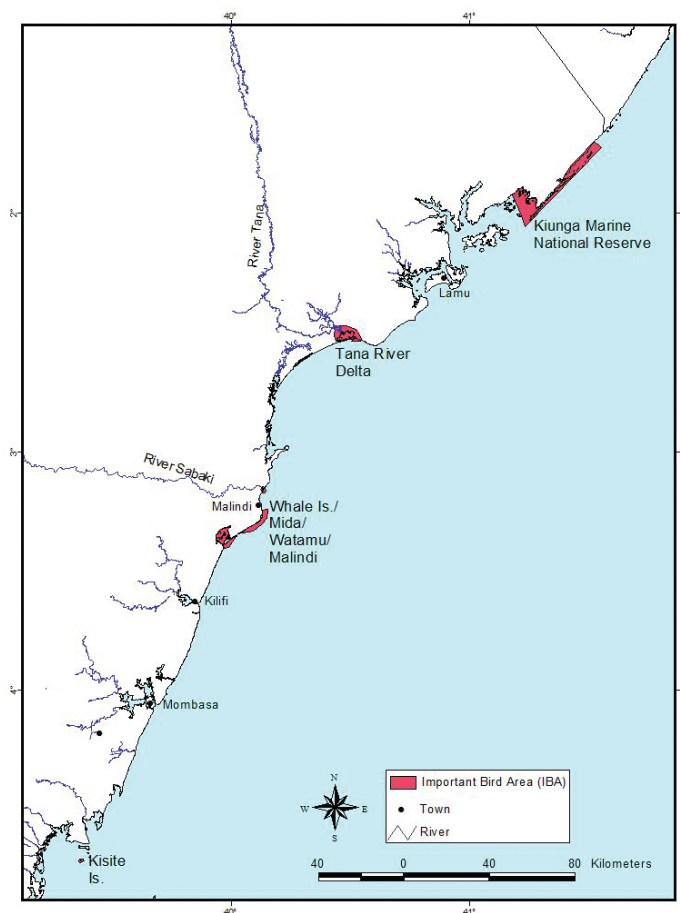 40°
41°
2°
River Tana
Kiunga Marine
National Reserve
Lamu
Tana River
Delta
3°
River Sabaki
Malindi
Whale Is./
Mida/
Watamu/
Malindi
Kilifi
4°
Mombasa
N
W
E
S
Important Bird Area (IBA)
Town
River
40
0
40
80
Kilometers
Kisite
Is.
40°
41°